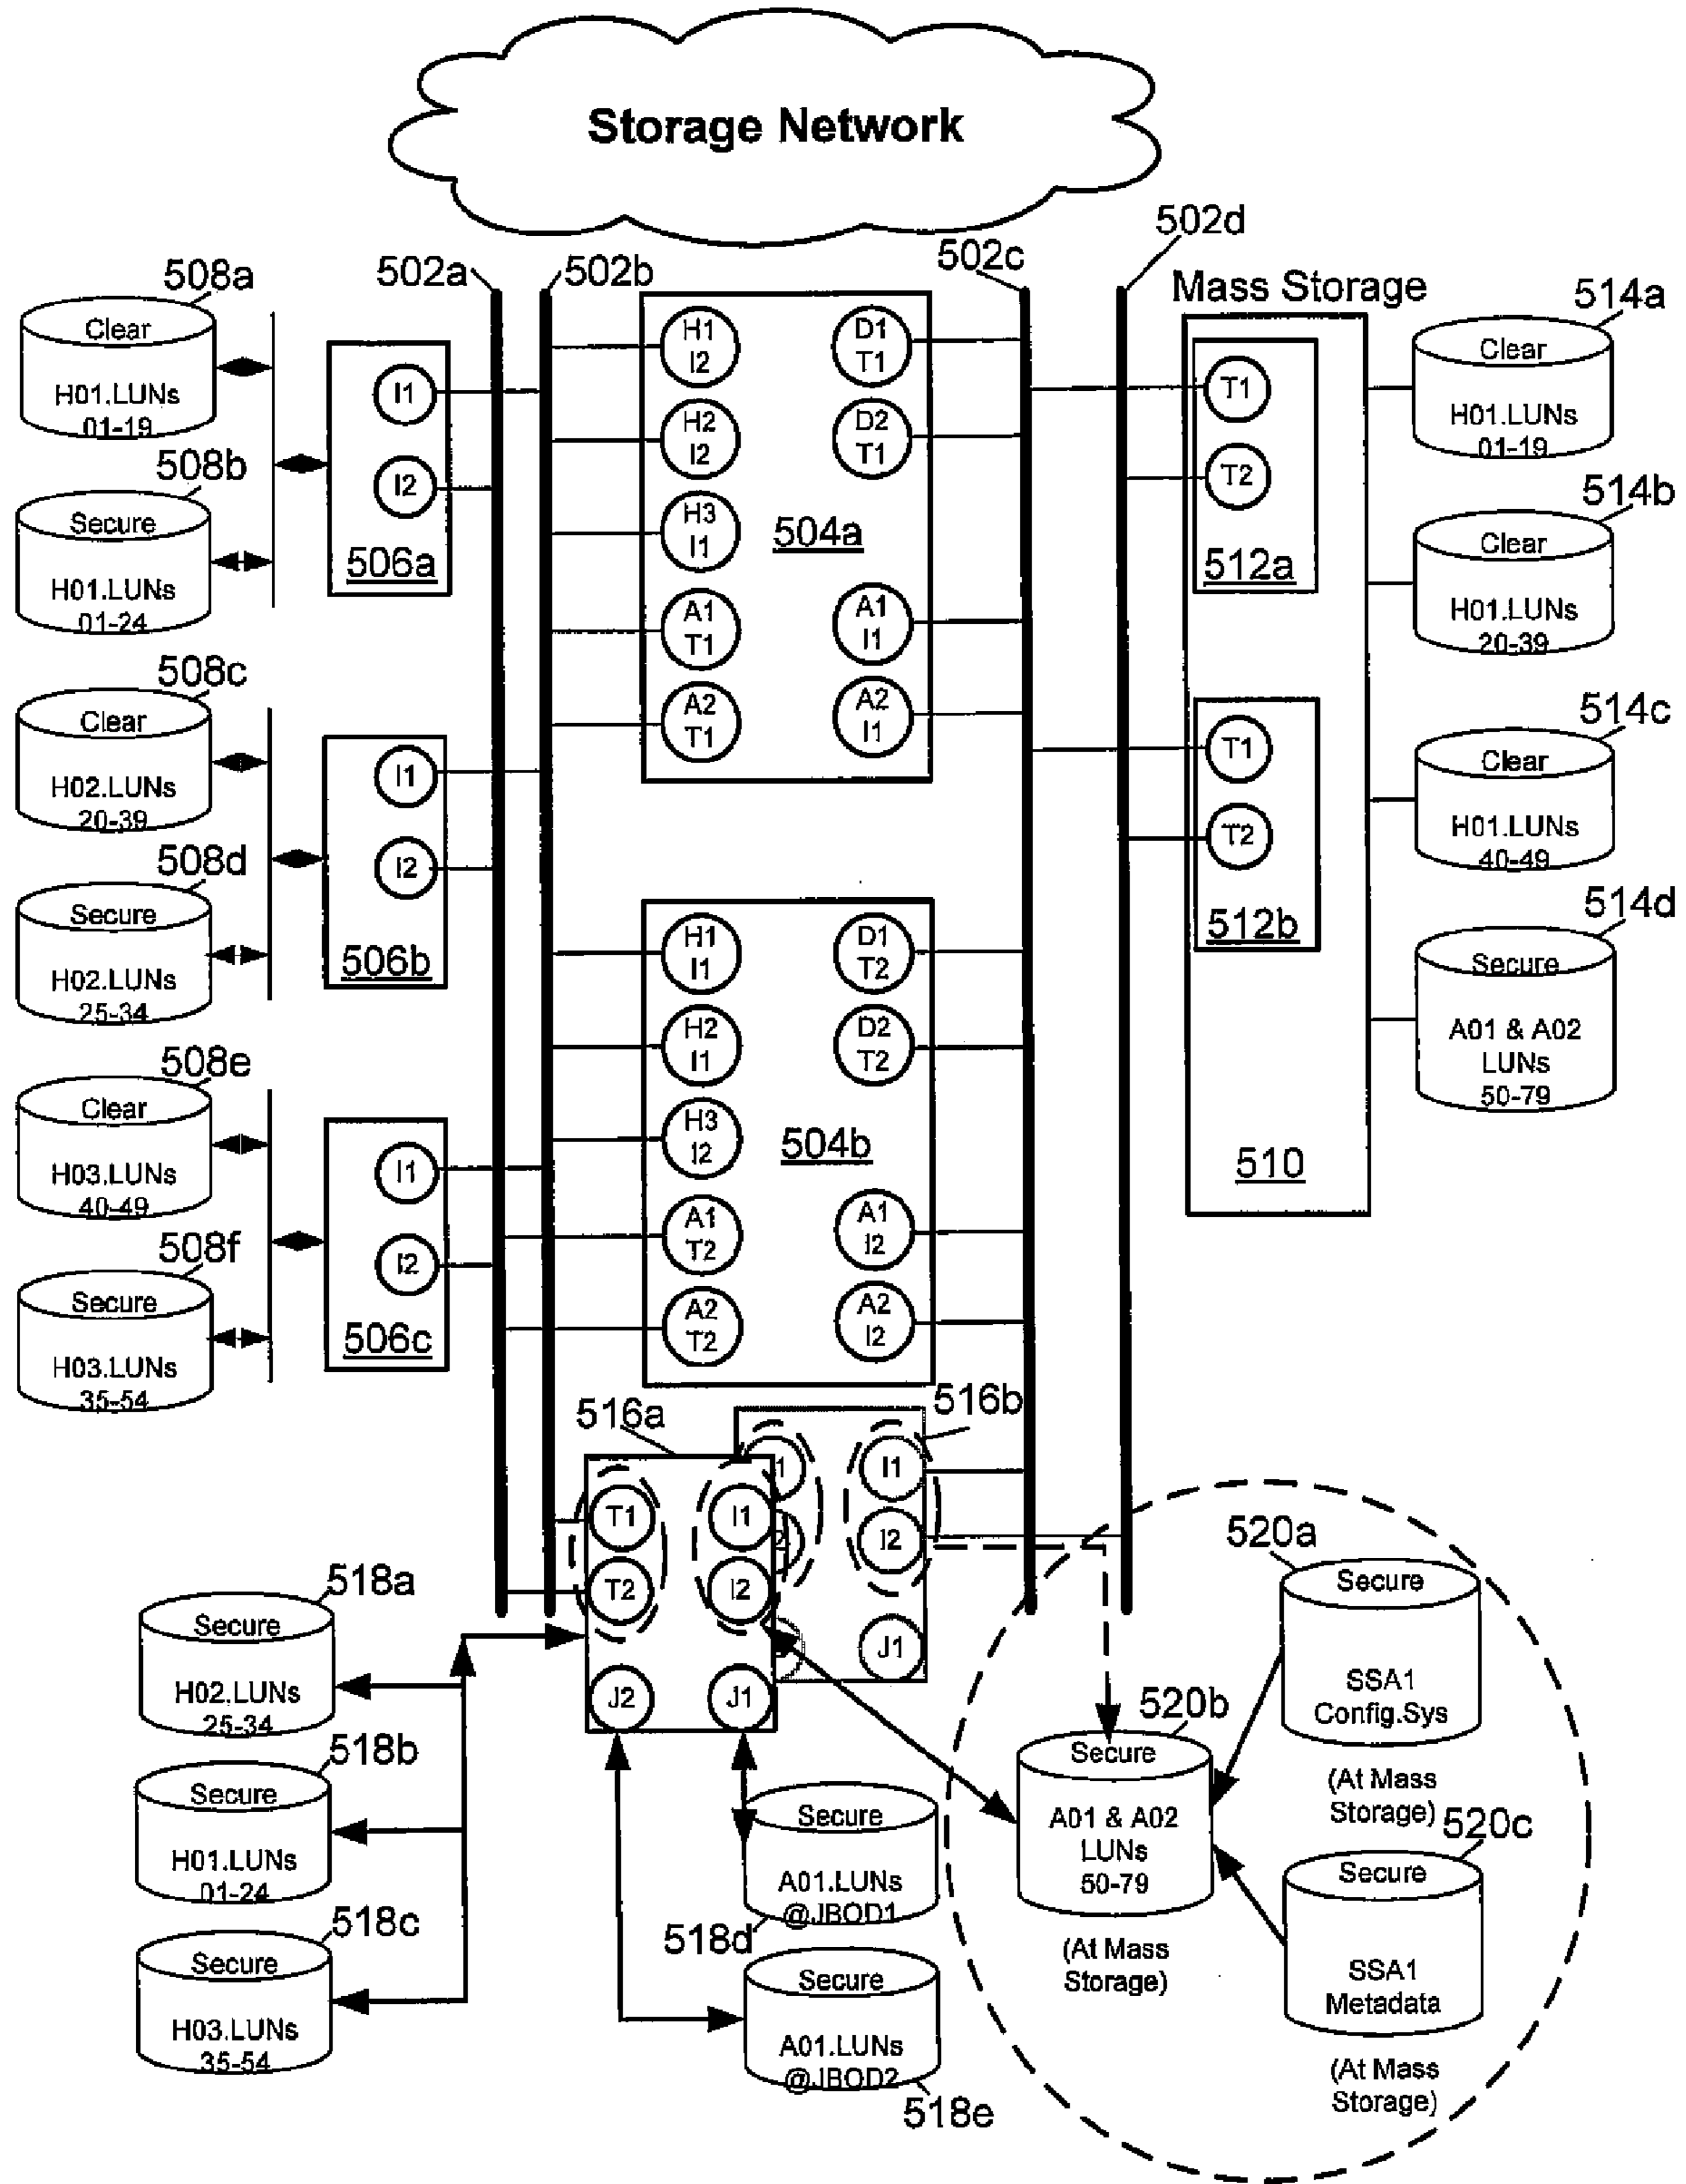 Storage Network
502d
502a
502b
502c
Mass Storage
508a
Clear
H01.LUNs
01-19
508b
Secure
H01.LUNs
01-24
I1
I2
506a
508c
Clear
H02.LUNs
20-39
508d
Secure
H02.LUNs
25-34
I1
I2
506b
508e
Clear
H03.LUNs
40-49
508f
Secure
H03.LUNs
35-54
I1
I2
506c
H1
I2
D1
T1
H2
I2
D2
T1
H3
I1
504a
A1
T1
A1
I1
A2
T1
A2
I1
H1
I1
D1
T2
H2
I1
D2
T2
H3
I2
504b
A1
T2
A1
I2
A2
T2
A2
I2
T1
T2
512a
T1
T2
512b
510
514a
Clear
H01.LUNs
01-19
514b
Clear
H01.LUNs
20-39
514c
Clear
H01.LUNs
40-49
514d
Secure
A01 & A02
LUNs
50-79
516a
516b
T1
I1
1
I1
T2
I2
2
I2
J2
J1
J1
518a
Secure
H02.LUNs
25-34
518b
Secure
H01.LUNs
01-24
518c
Secure
H03.LUNs
35-54
Secure
A01.LUNs
@JBOD1
518d
Secure
A01.LUNs
@JBOD2
518e
520a
Secure
SSA1
Config.Sys
(At Mass
Storage)
520b
Secure
A01 & A02
LUNs
50-79
(At Mass
Storage)
520c
Secure
SSA1
Metadata
(At Mass
Storage)